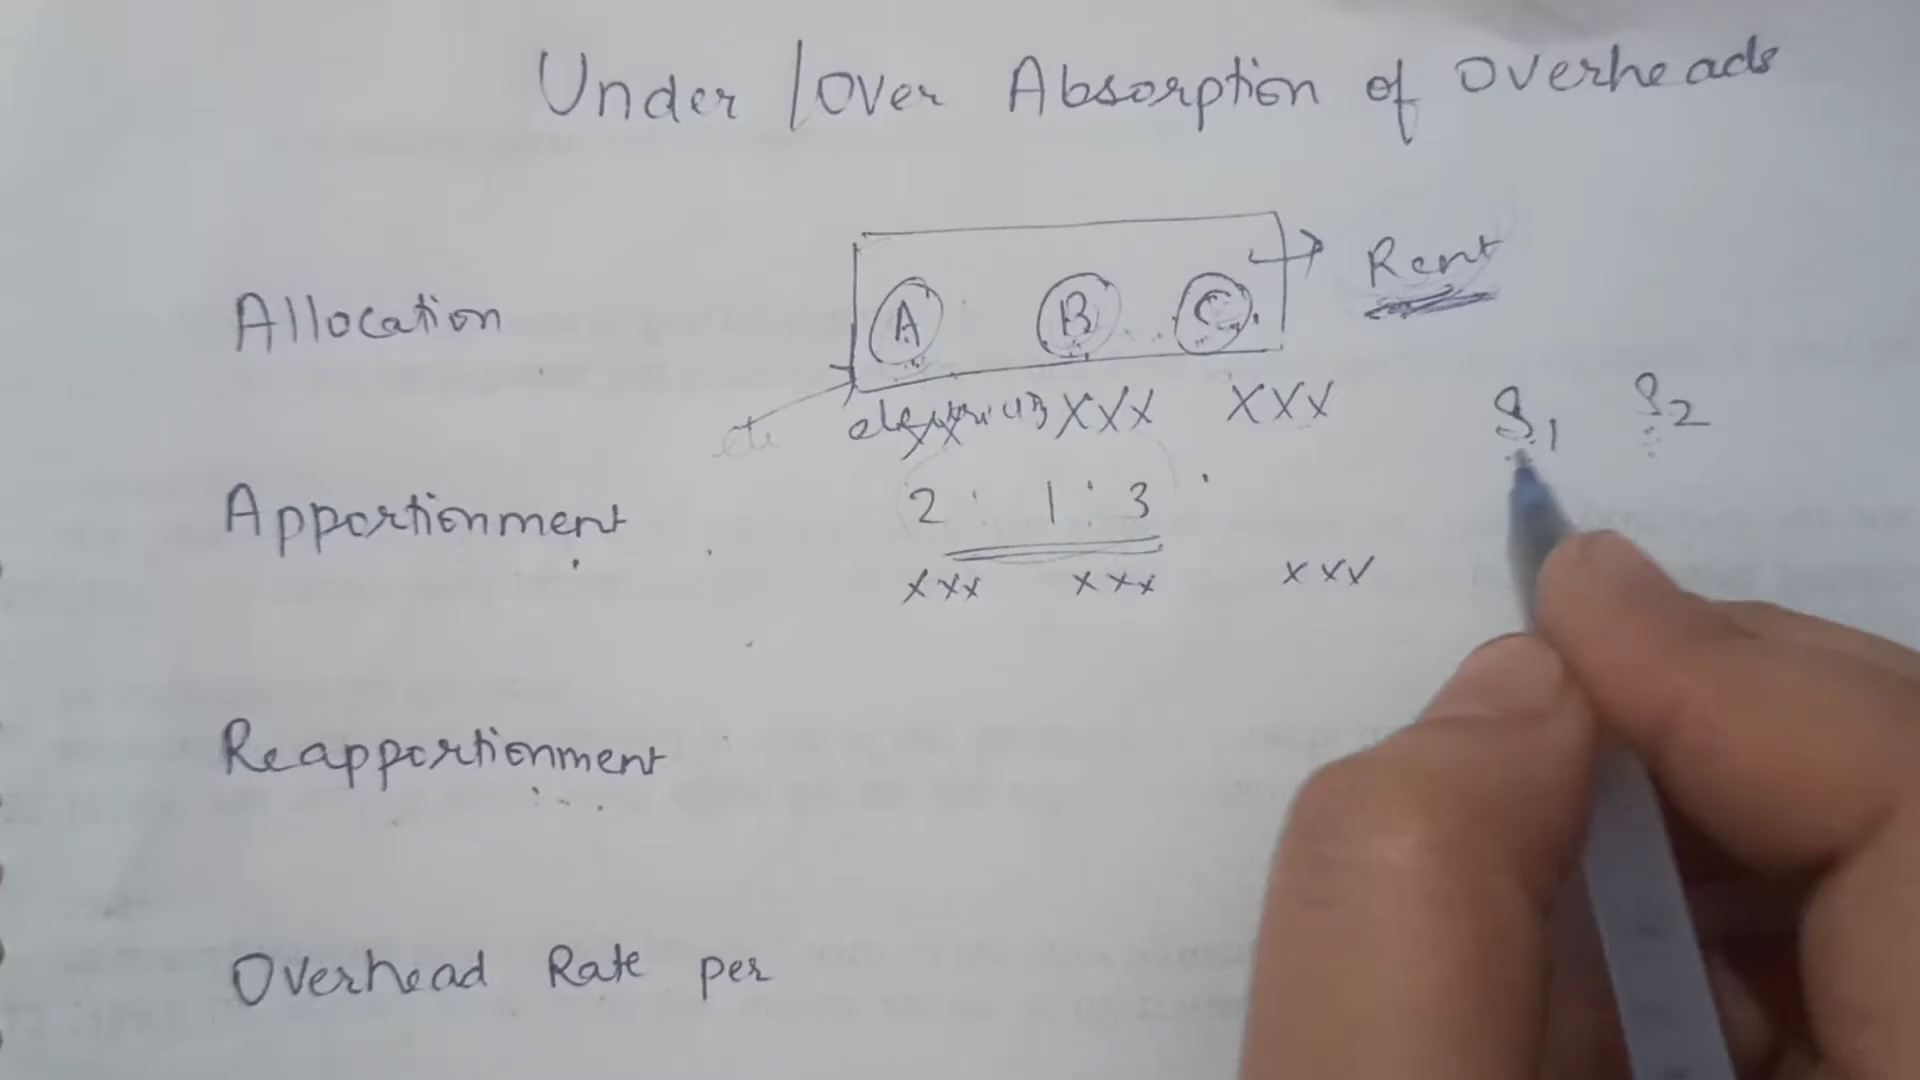 Under / Over Absorption of Overheads
Allocation A B C → Rent
electricity XXX XXX S1 S2
Apportionment 2 : 1 : 3
xxx xxx xxx
Reapportionment
Overhead Rate per